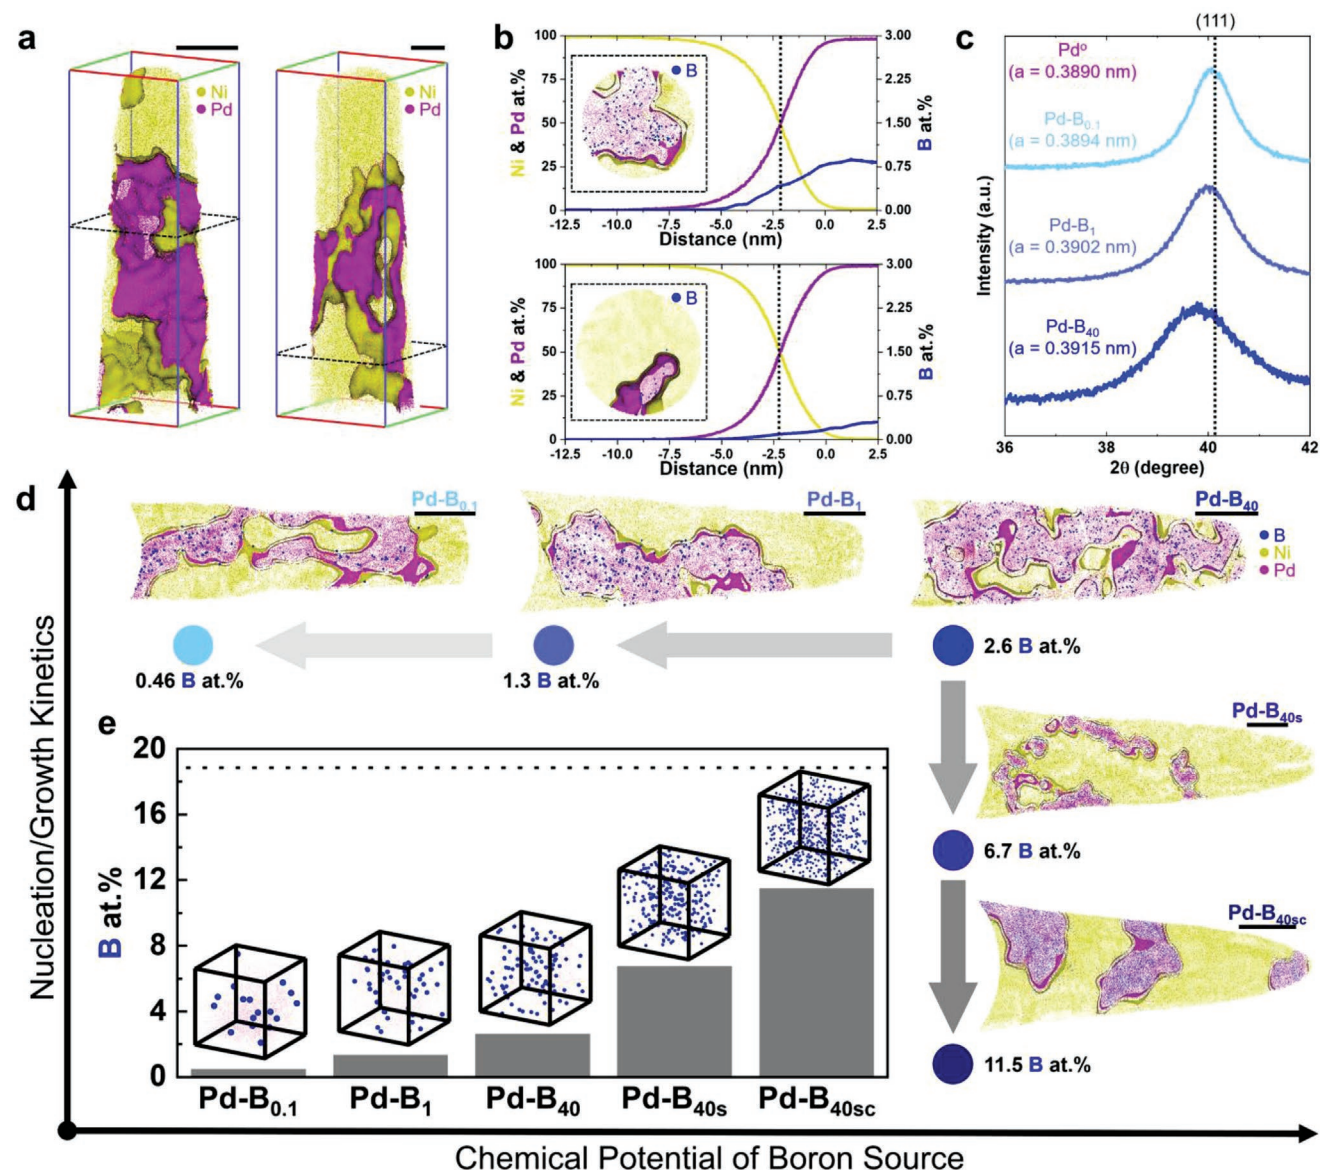 a
Ni
Pd
Ni
Pd
b
100
75
50
25
0
3.00
2.25
1.50
0.75
0.00
Ni & Pd at.%
B at.%
B
-12.5 -10.0 -7.5 -5.0 -2.5 0.0 2.5
Distance (nm)
100
75
50
25
0
3.00
2.25
1.50
0.75
0.00
Ni & Pd at.%
B at.%
B
-12.5 -10.0 -7.5 -5.0 -2.5 0.0 2.5
Distance (nm)
c
(111)
Pd⁰
(a = 0.3890 nm)
Pd-B₀.₁
(a = 0.3894 nm)
Pd-B₁
(a = 0.3902 nm)
Pd-B₄₀
(a = 0.3915 nm)
Intensity (a.u.)
36 38 40 42
2θ (degree)
d
Nucleation/Growth Kinetics
Pd-B₀.₁
Pd-B₁
Pd-B₄₀
B
Ni
Pd
0.46 B at.%
1.3 B at.%
2.6 B at.%
Pd-B₄₀ₛ
6.7 B at.%
Pd-B₄₀ₛc
11.5 B at.%
e
20
16
12
8
4
0
B at.%
Pd-B₀.₁ Pd-B₁ Pd-B₄₀ Pd-B₄₀ₛ Pd-B₄₀ₛc
Chemical Potential of Boron Source